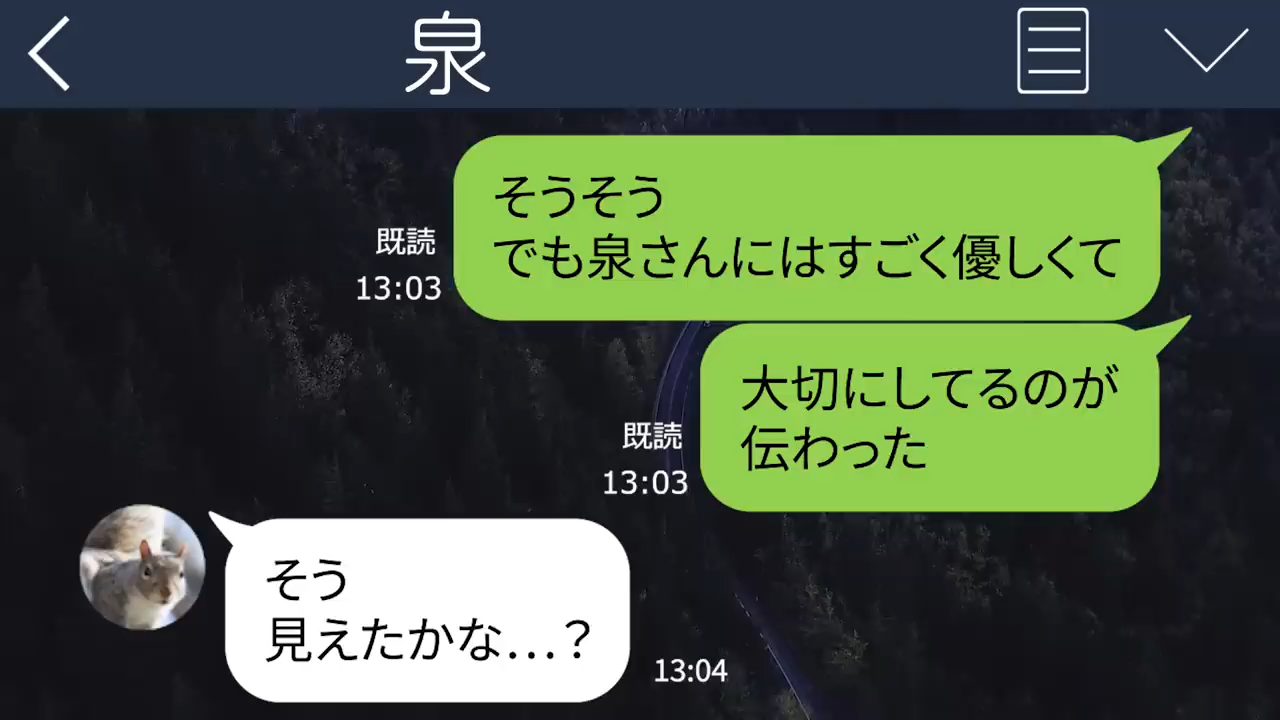 泉
そうそう
でも泉さんにはすごく優しくて
既読
13:03
大切にしてるのが
伝わった
既読
13:03
そう
見えたかな…？
13:04